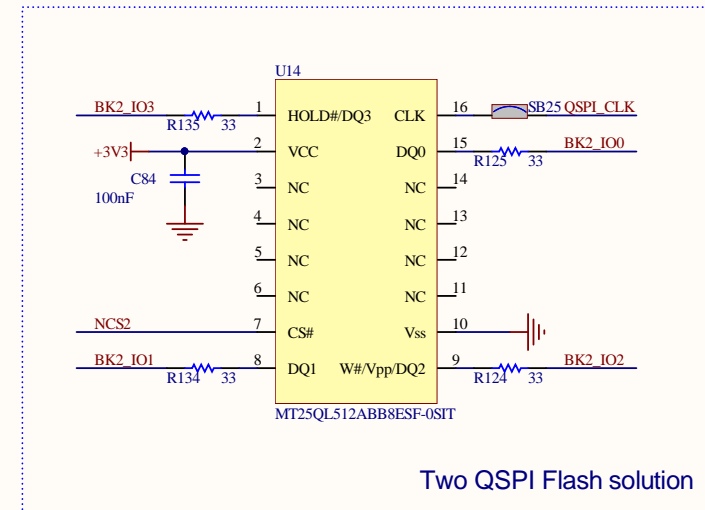 U14
BK2_IO3 R135 33 1 HOLD#/DQ3 CLK 16 SB25 QSPI_CLK
+3V3 2 VCC DQ0 15 R125 33 BK2_IO0
C84 100nF 3 NC NC 14
4 NC NC 13
5 NC NC 12
6 NC NC 11
NCS2 7 CS# Vss 10
BK2_IO1 R134 33 8 DQ1 W#/Vpp/DQ2 9 R124 33 BK2_IO2
MT25QL512ABB8ESF-0SIT
Two QSPI Flash solution